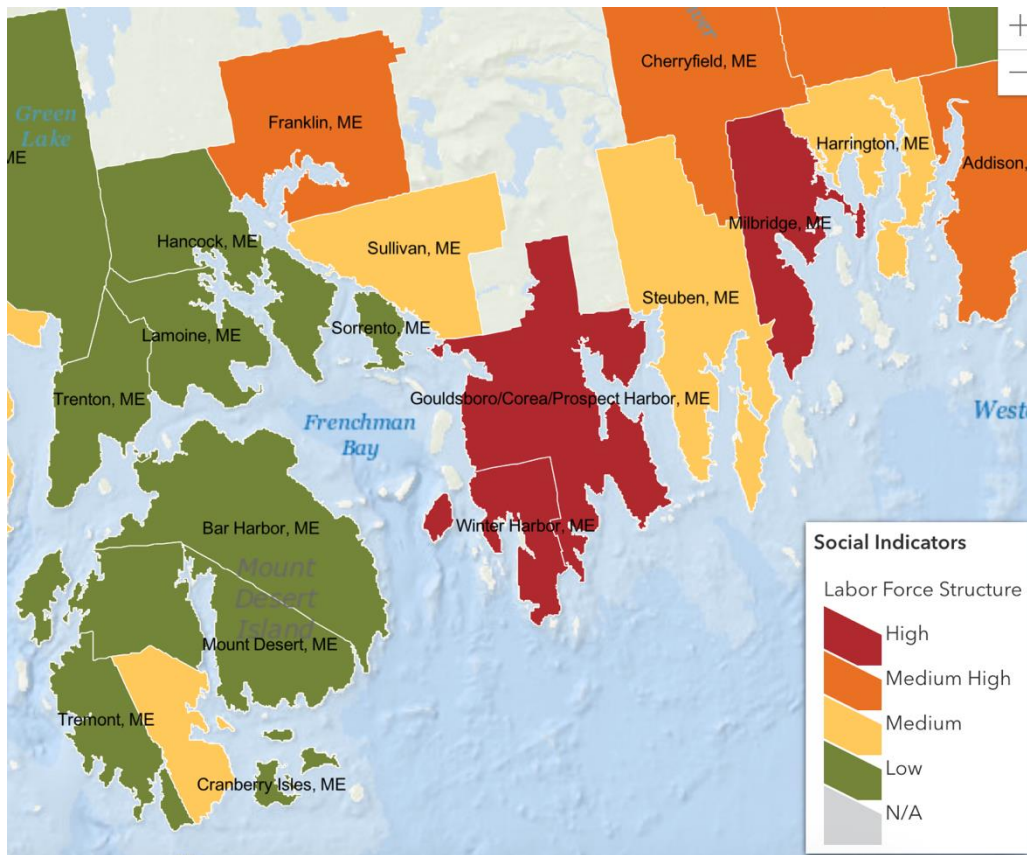 Cherryfield, ME
Green
Lake
ME
Franklin, ME
Harrington, ME
Addison,
Hancock, ME
Sullivan, ME
Milbridge, ME
Steuben, ME
Lamoine, ME
Sorrento, ME
Trenton, ME
Gouldsboro/Corea/Prospect Harbor, ME
Frenchman
Bay
West
Bar Harbor, ME
Winter Harbor, ME
Mount
Desert
Island
Mount Desert, ME
Tremont, ME
Cranberry Isles, ME
+
−
Social Indicators
Labor Force Structure
High
Medium High
Medium
Low
N/A